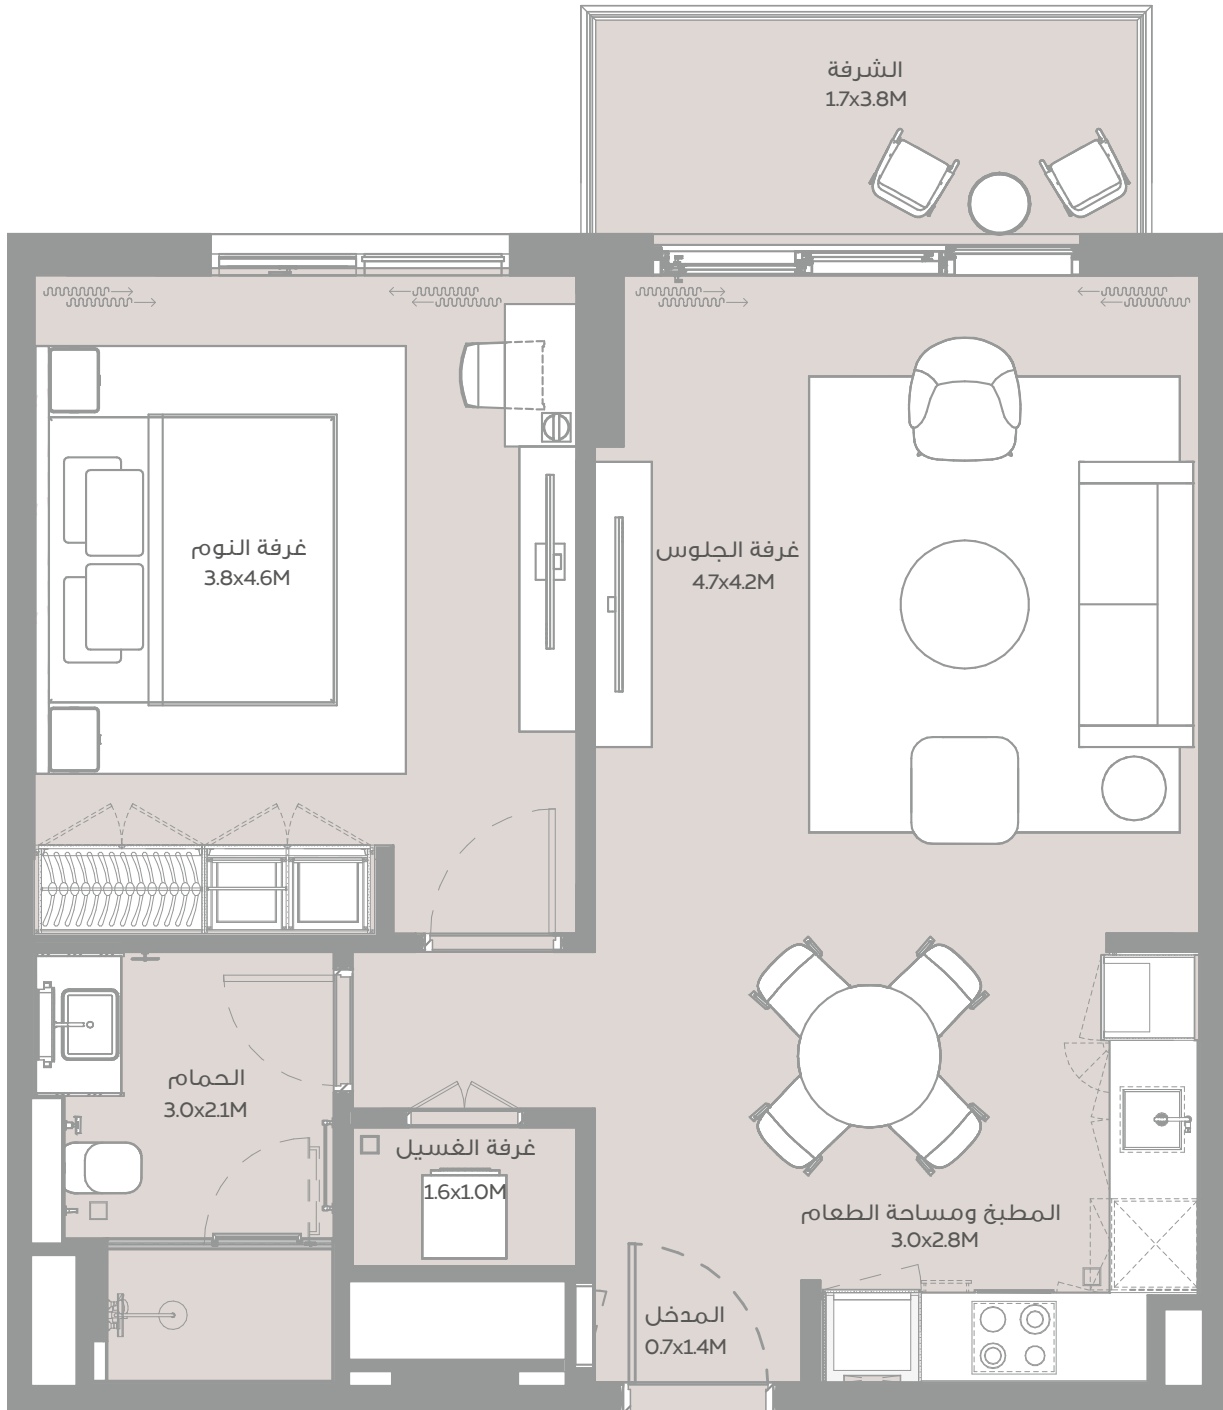 الشرفة
1.7x3.8M
غرفة النوم
3.8x4.6M
غرفة الجلوس
4.7x4.2M
الحمام
3.0x2.1M
غرفة الغسيل
1.6x1.0M
المطبخ ومساحة الطعام
3.0x2.8M
المدخل
0.7x1.4M